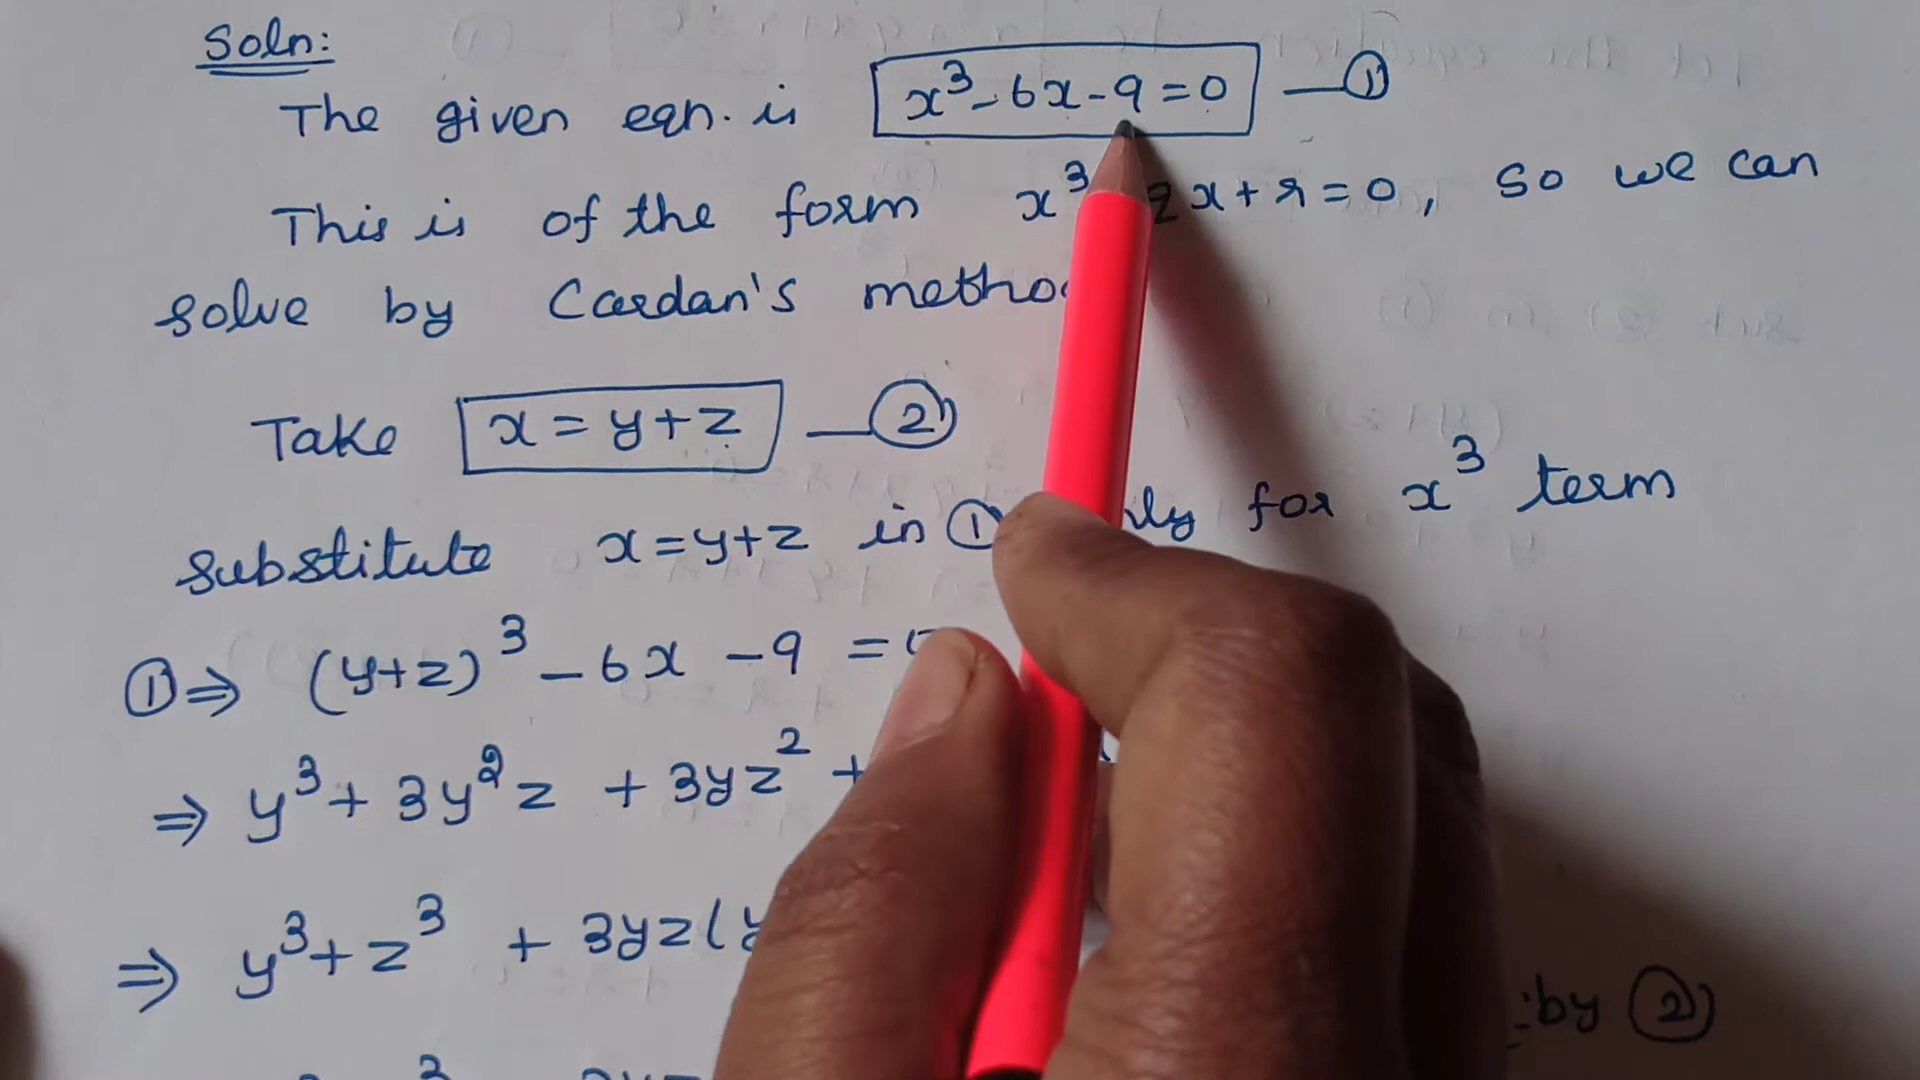 Soln:
The given eqn. is x³-6x-9=0 —①
This is of the form x³ qx+r=0, so we can
solve by Cardan's
Take x=y+z —②
substitute x=y+z in ① for x³ term
①⇒ (y+z)³-6x-9=
⇒ y³+3y²z+3yz²+
⇒ y³+z³+3yz(y
by ②